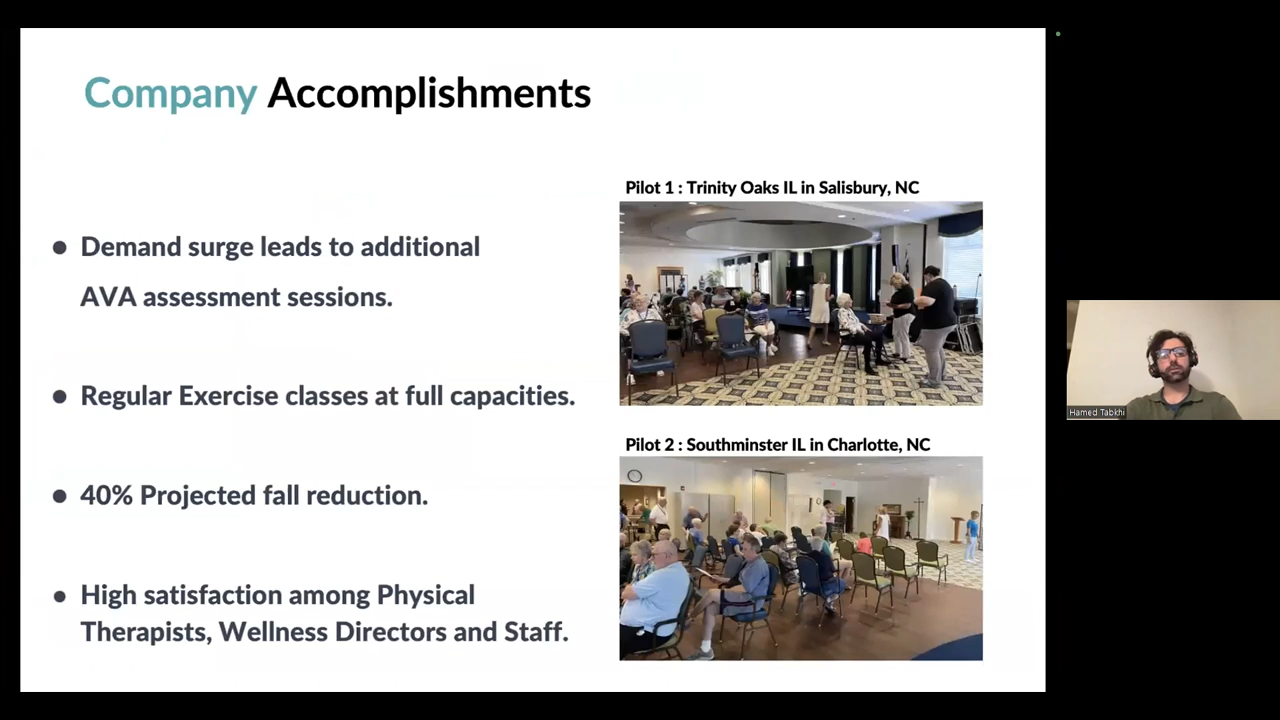 Company Accomplishments
Demand surge leads to additional
AVA assessment sessions.
Regular Exercise classes at full capacities.
40% Projected fall reduction.
High satisfaction among Physical
Therapists, Wellness Directors and Staff.
Pilot 1 : Trinity Oaks IL in Salisbury, NC
Pilot 2 : Southminster IL in Charlotte, NC
Hamed Tabkhi